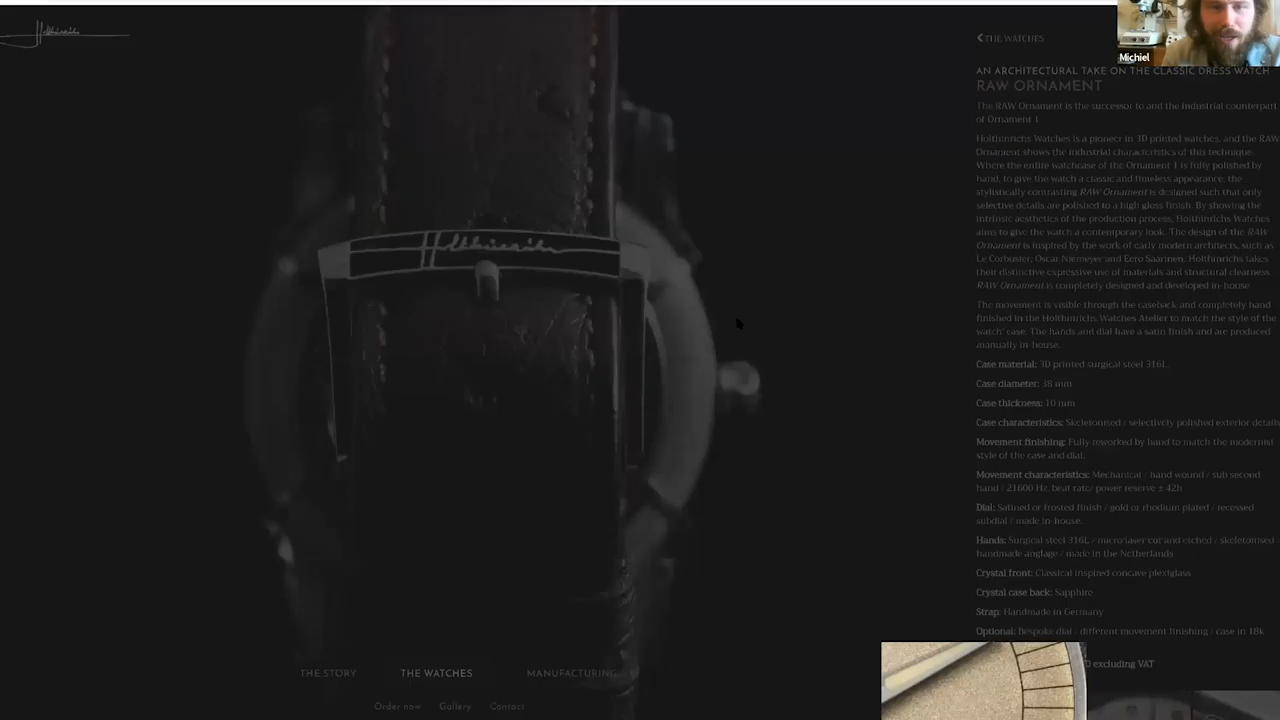 Holthinrichs
THE WATCHES
Michiel
AN ARCHITECTURAL TAKE ON THE CLASSIC DRESS WATCH
RAW ORNAMENT
The RAW Ornament is the successor to and the industrial counterpart
of Ornament 1.
Holthinrichs Watches is a pioneer in 3D printed watches, and the RAW
Ornament shows the industrial characteristics of this technique.
Where the entire watchcase of the Ornament 1 is fully polished by
hand, to give the watch a classic and timeless appearance, the
stylistically contrasting RAW Ornament is designed such that only
selective details are polished to a high gloss finish. By showing the
intrinsic aesthetics of the production process, Holthinrichs Watches
aims to give the watch a contemporary look. The design of the RAW
Ornament is inspired by the work of early modern architects, such as
Le Corbusier, Oscar Niemeyer and Eero Saarinen. Holthinrichs takes
their distinctive expressive use of materials and structural clearness.
RAW Ornament is completely designed and developed in-house
The movement is visible through the caseback and completely hand
finished in the Holthinrichs Watches Atelier to match the style of the
watch' case. The hands and dial have a satin finish and are produced
manually in-house.
Case material: 3D printed surgical steel 316L.
Case diameter: 38 mm
Case thickness: 10 mm
Case characteristics: Skeletonised / selectively polished exterior details
Movement finishing: Fully reworked by hand to match the modernist
style of the case and dial.
Movement characteristics: Mechanical / hand wound / sub second
hand / 21600 Hz. beat rate/ power reserve ± 42h
Dial: Satined or frosted finish / gold or rhodium plated / recessed
subdial / made in-house.
Hands: Surgical steel 316L / micro laser cut and etched / skeletonised /
handmade anglage / made in the Netherlands
Crystal front: Classical inspired concave plexiglass
Crystal case back: Sapphire
Strap: Handmade in Germany
Optional: Bespoke dial / different movement finishing / case in 18k
excluding VAT
Holthinrichs
THE STORY THE WATCHES MANUFACTURING
Order now Gallery Contact